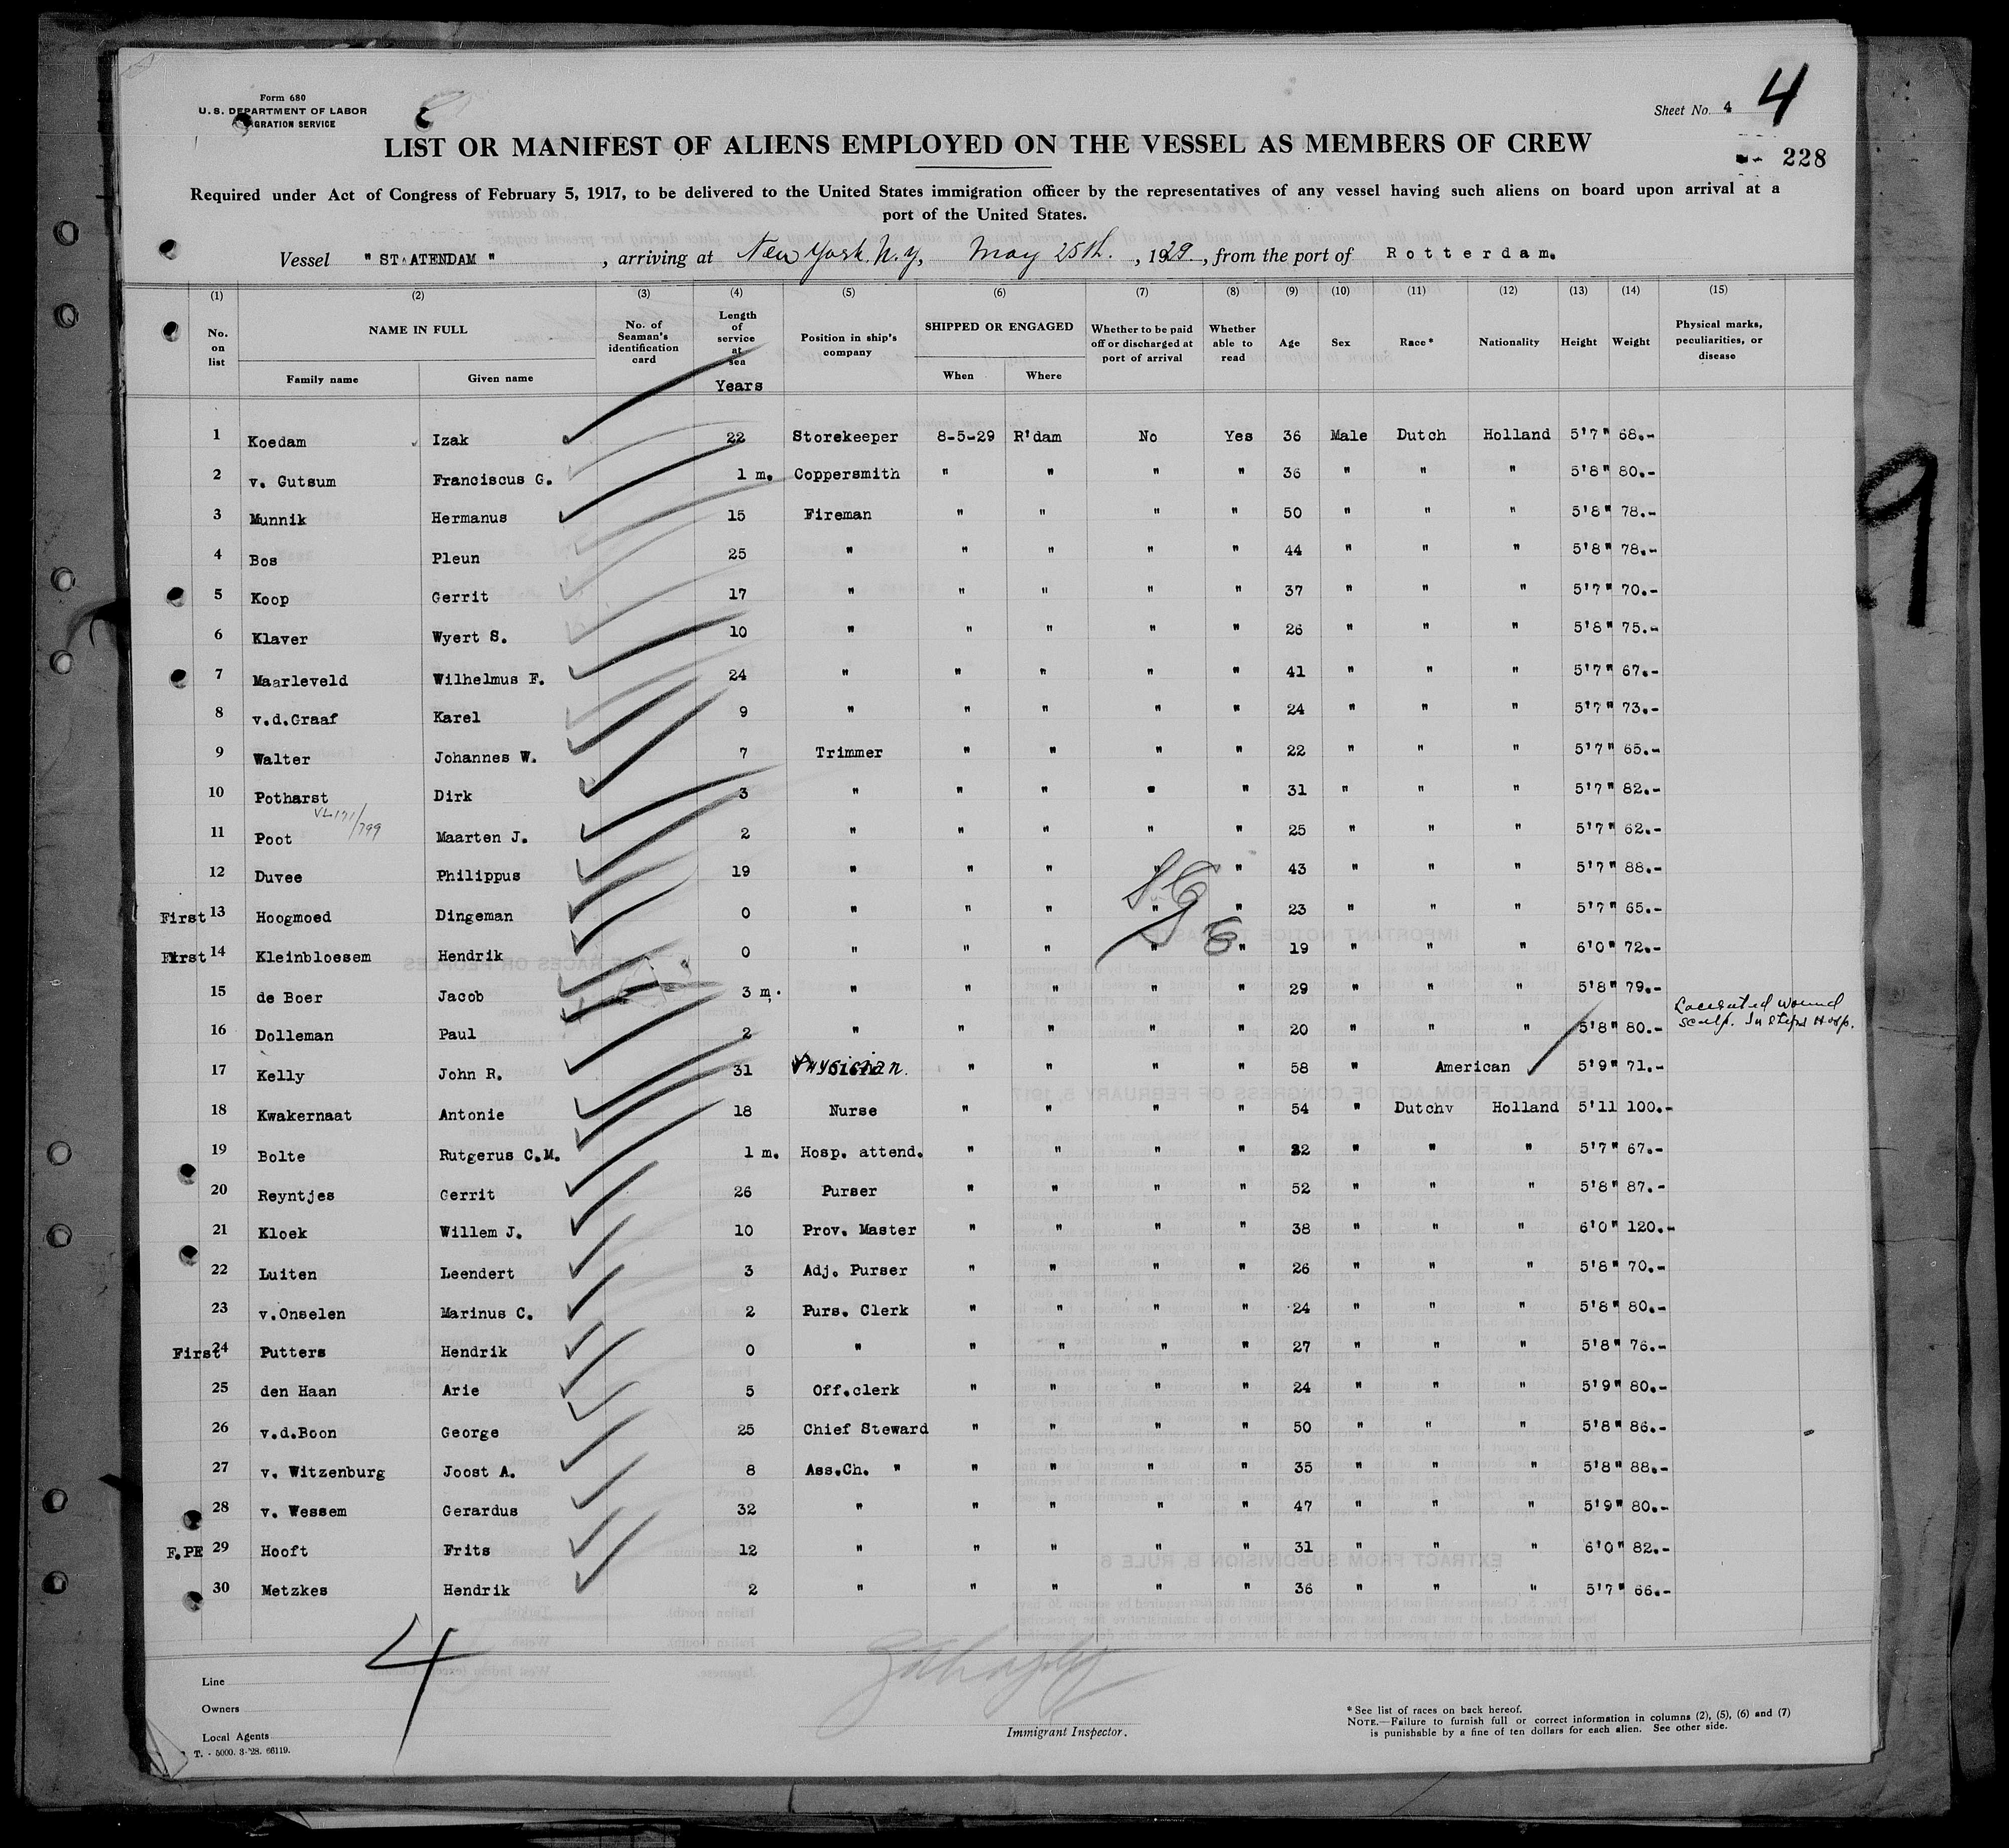 Form 680
U. S. DEPARTMENT OF LABOR
GRATION SERVICE
Sheet No. 4
4
LIST OR MANIFEST OF ALIENS EMPLOYED ON THE VESSEL AS MEMBERS OF CREW
228
Required under Act of Congress of February 5, 1917, to be delivered to the United States immigration officer by the representatives of any vessel having such aliens on board upon arrival at a
port of the United States.
Vessel "STATENDAM", arriving at New York, N.Y., May 25th., 1929, from the port of Rotterdam.
(1) (2) (3) (4) (5) (6) (7) (8) (9) (10) (11) (12) (13) (14) (15)
No. on list NAME IN FULL Family name Given name No. of Seaman's identification card Length of service at sea Years Position in ship's company SHIPPED OR ENGAGED When Where Whether to be paid off or discharged at port of arrival Whether able to read Age Sex Race* Nationality Height Weight Physical marks, peculiarities, or disease
1 Koedam Izak 22 Storekeeper 8-5-29 R'dam No Yes 36 Male Dutch Holland 5'7" 68.-
2 v. Gutsum Franciscus G. 1 m. Coppersmith " " " " 36 " " " 5'8" 80.-
3 Munnik Hermanus 15 Fireman " " " " 50 " " " 5'8" 78.-
4 Bos Pleun 25 " " " " " 44 " " " 5'8" 78.-
5 Koop Gerrit 17 " " " " " 37 " " " 5'7" 70.-
6 Klaver Wyert S. 10 " " " " " 26 " " " 5'8" 75.-
7 Maarleveld Wilhelmus F. 24 " " " " " 41 " " " 5'7" 67.-
8 v.d.Graaf Karel 9 " " " " " 24 " " " 5'7" 73.-
9 Walter Johannes W. 7 Trimmer " " " " 22 " " " 5'7" 65.-
10 Potharst Dirk 3 " " " " " 31 " " " 5'7" 82.-
11 Poot Maarten J. 2 " " " " " 25 " " " 5'7" 62.-
12 Duvee Philippus 19 " " " " " 43 " " " 5'7" 88.-
First 13 Hoogmoed Dingeman 0 " " " " " 23 " " " 5'7" 65.-
First 14 Kleinbloesem Hendrik 0 " " " " " 19 " " " 6'0" 72.-
15 de Boer Jacob 3 m. " " " " " 29 " " " 5'8" 79.-
16 Dolleman Paul 2 " " " " " 20 " " " 5'8" 80.- Lacerated wound scalp. In Ships Hosp.
17 Kelly John R. 31 Physician. " " " " 58 " American 5'9" 71.-
18 Kwakernaat Antonie 18 Nurse " " " " 54 " Dutchv Holland 5'11 100.-
19 Bolte Rutgerus C.M. 1 m. Hosp. attend. " " " " 22 " " " 5'7" 67.-
20 Reyntjes Gerrit 26 Purser " " " " 52 " " " 5'8" 87.-
21 Kloek Willem J. 10 Prov. Master " " " " 38 " " " 6'0" 120.-
22 Luiten Leendert 3 Adj. Purser " " " " 26 " " " 5'8" 70.-
23 v.Onselen Marinus C. 2 Purs. Clerk " " " " 24 " " " 5'8" 80.-
First 24 Putters Hendrik 0 " " " " " 27 " " " 5'8" 76.-
25 den Haan Arie 5 Off.clerk " " " " 24 " " " 5'9" 80.-
26 v.d.Boon George 25 Chief Steward " " " " 50 " " " 5'8" 86.-
27 v. Witzenburg Joost A. 8 Ass.Ch. " " " " " 35 " " " 5'8" 88.-
28 v. Wessem Gerardus 32 " " " " " 47 " " " 5'9" 80.-
F.PE 29 Hooft Frits 12 " " " " " 31 " " " 6'0" 82.-
30 Metzkes Hendrik 2 " " " " " 36 " " " 5'7" 66.-
4
9
Line
Owners
Local Agents
T. - 5000. 3-'28. 66119.
Immigrant Inspector.
* See list of races on back hereof.
NOTE.—Failure to furnish full or correct information in columns (2), (5), (6) and (7)
is punishable by a fine of ten dollars for each alien. See other side.